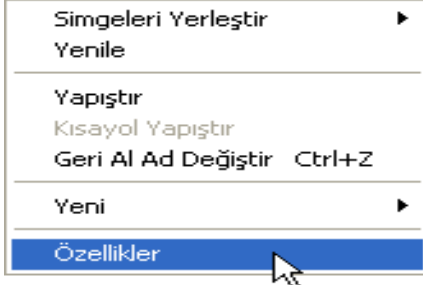 Simgeleri Yerleştir
Yenile
Yapıştır
Kısayol Yapıştır
Geri Al Ad Değiştir Ctrl+Z
Yeni
Özellikler